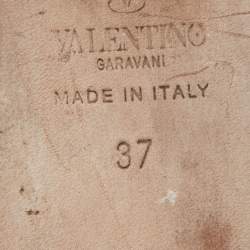 VALENTINO
GARAVANI
MADE IN ITALY
37